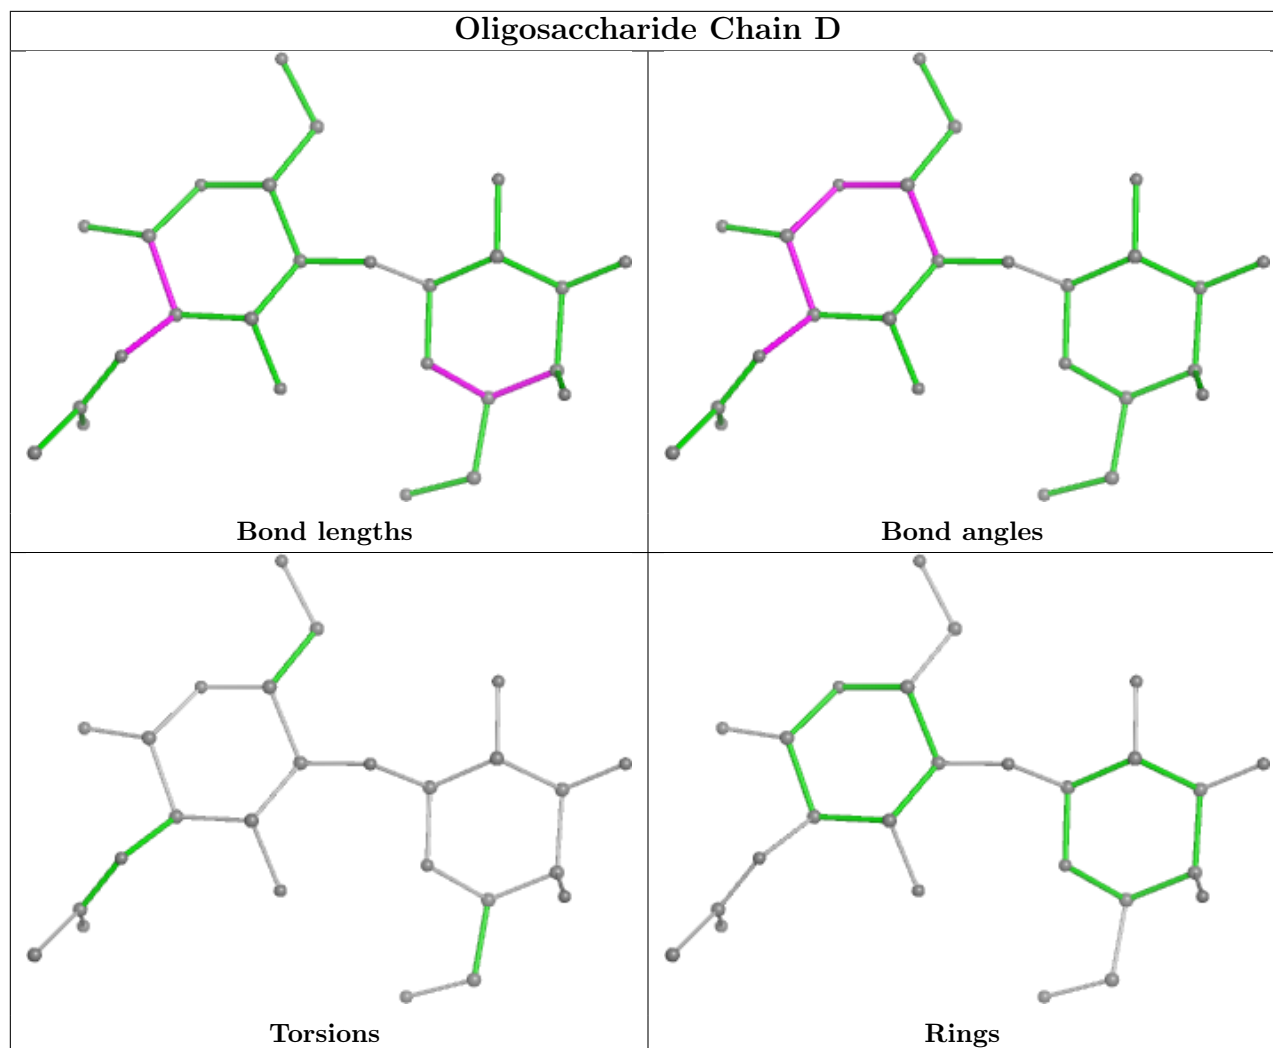 Oligosaccharide Chain D
Bond lengths
Bond angles
Torsions
Rings